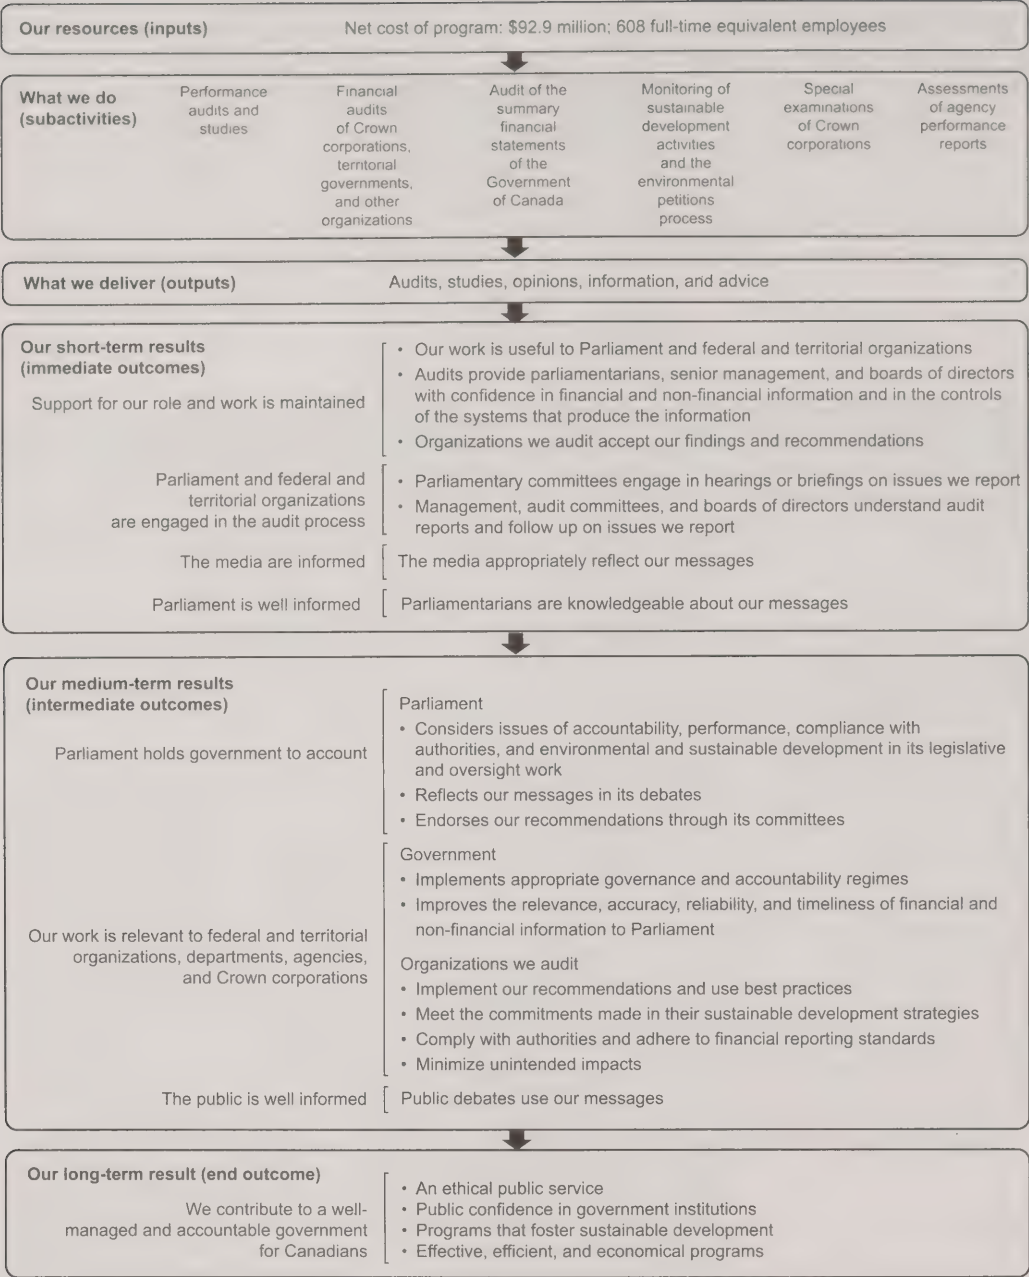 Our resources (inputs) Net cost of program: $92.9 million; 608 full-time equivalent employees
What we do
(subactivities)
Performance
audits and
studies
Financial
audits
of Crown
corporations,
territorial
governments,
and other
organizations
Audit of the
summary
financial
statements
of the
Government
of Canada
Monitoring of
sustainable
development
activities
and the
environmental
petitions
process
Special
examinations
of Crown
corporations
Assessments
of agency
performance
reports
What we deliver (outputs) Audits, studies, opinions, information, and advice
Our short-term results
(immediate outcomes)
Support for our role and work is maintained
• Our work is useful to Parliament and federal and territorial organizations
• Audits provide parliamentarians, senior management, and boards of directors
with confidence in financial and non-financial information and in the controls
of the systems that produce the information
• Organizations we audit accept our findings and recommendations
Parliament and federal and
territorial organizations
are engaged in the audit process
• Parliamentary committees engage in hearings or briefings on issues we report
• Management, audit committees, and boards of directors understand audit
reports and follow up on issues we report
The media are informed
The media appropriately reflect our messages
Parliament is well informed
Parliamentarians are knowledgeable about our messages
Our medium-term results
(intermediate outcomes)
Parliament holds government to account
Parliament
• Considers issues of accountability, performance, compliance with
authorities, and environmental and sustainable development in its legislative
and oversight work
• Reflects our messages in its debates
• Endorses our recommendations through its committees
Our work is relevant to federal and territorial
organizations, departments, agencies,
and Crown corporations
Government
• Implements appropriate governance and accountability regimes
• Improves the relevance, accuracy, reliability, and timeliness of financial and
non-financial information to Parliament
Organizations we audit
• Implement our recommendations and use best practices
• Meet the commitments made in their sustainable development strategies
• Comply with authorities and adhere to financial reporting standards
• Minimize unintended impacts
The public is well informed
Public debates use our messages
Our long-term result (end outcome)
We contribute to a well-
managed and accountable government
for Canadians
• An ethical public service
• Public confidence in government institutions
• Programs that foster sustainable development
• Effective, efficient, and economical programs